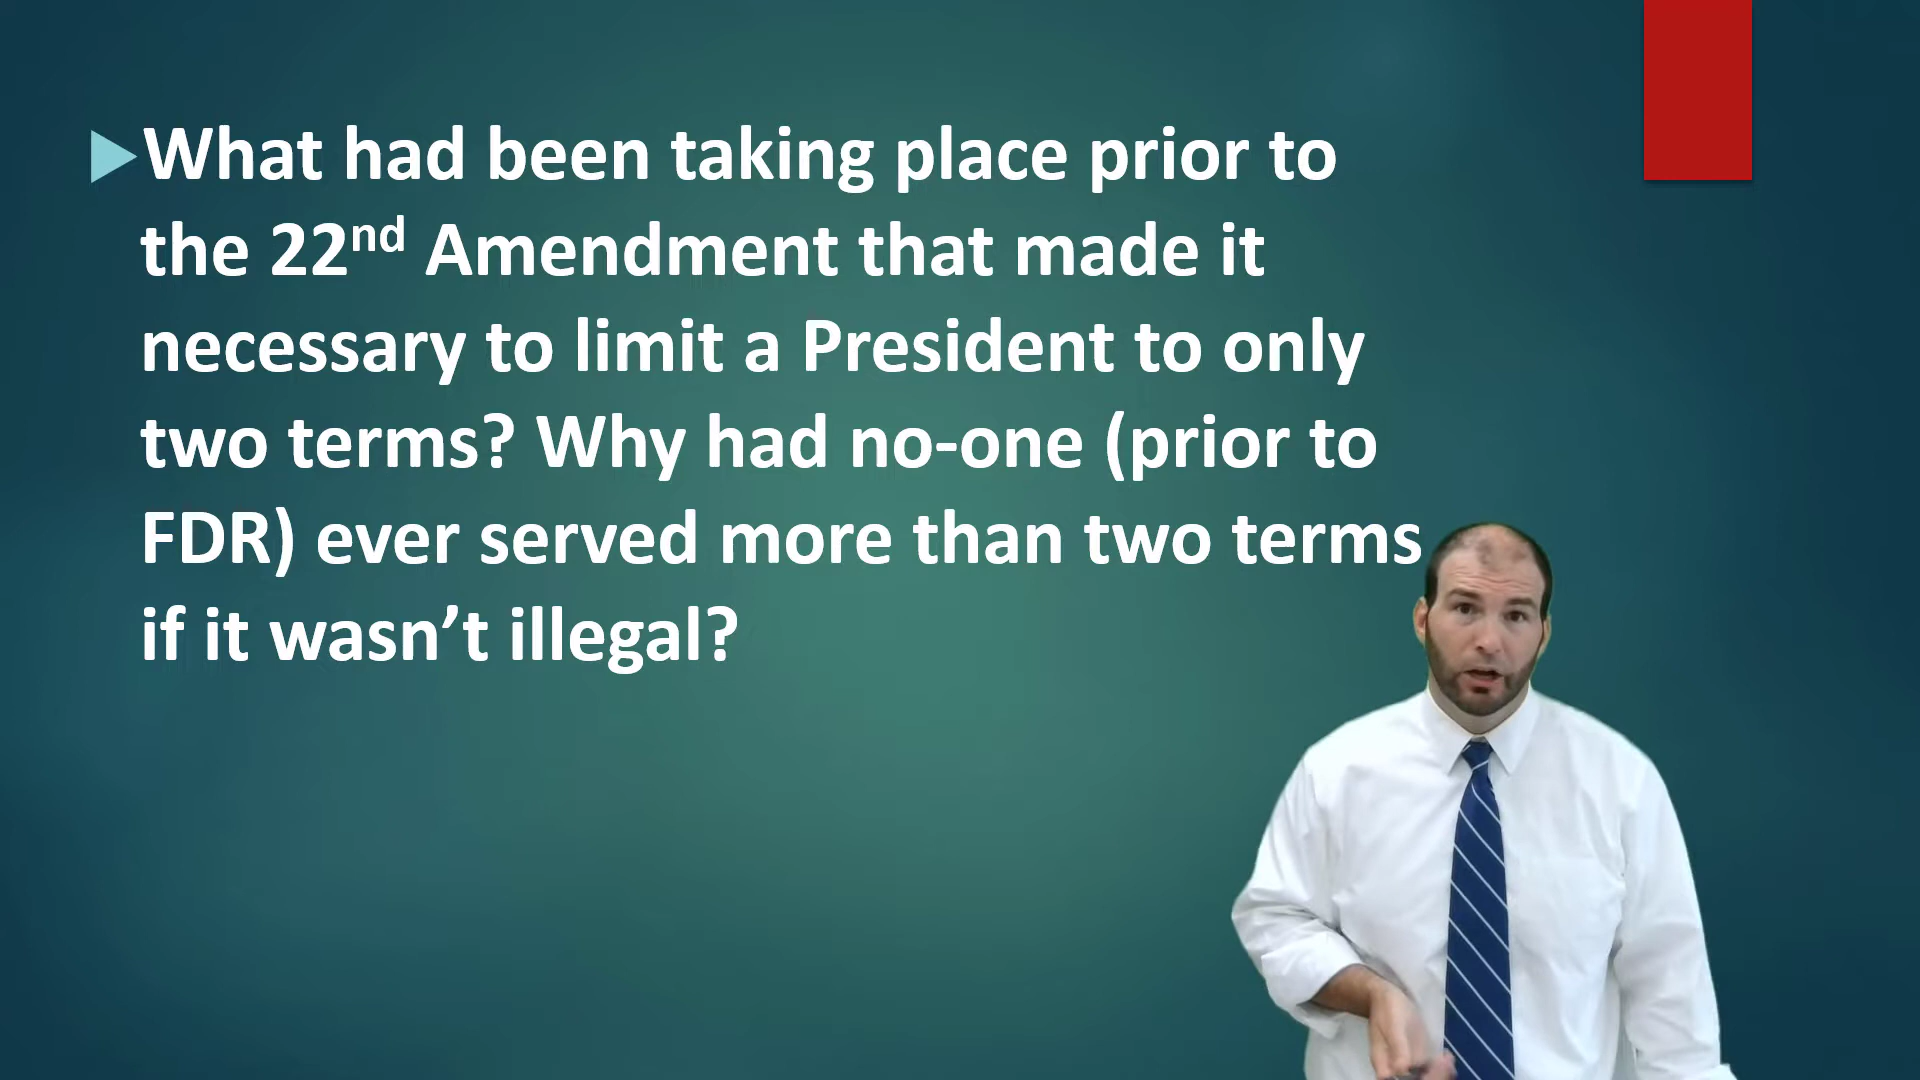 What had been taking place prior to
the 22nd Amendment that made it
necessary to limit a President to only
two terms? Why had no-one (prior to
FDR) ever served more than two terms
if it wasn’t illegal?